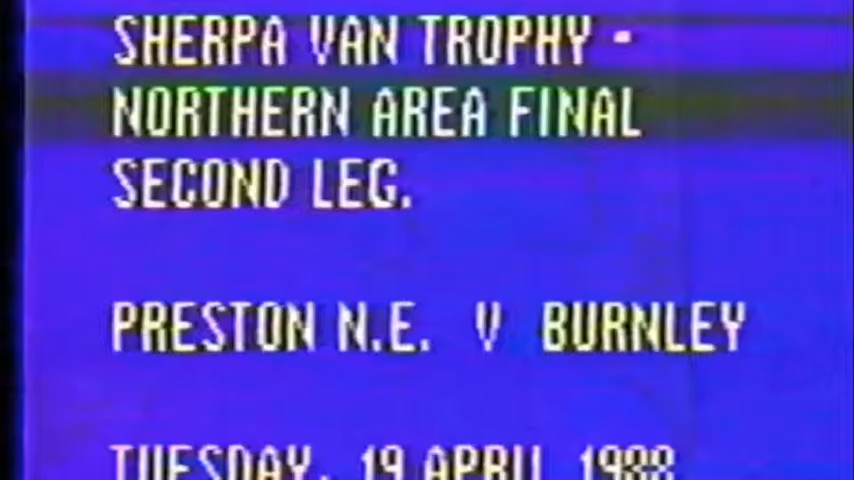 SHERPA VAN TROPHY -
NORTHERN AREA FINAL
SECOND LEG.
PRESTON N.E. V BURNLEY
TUESDAY, 19 APRIL 1988